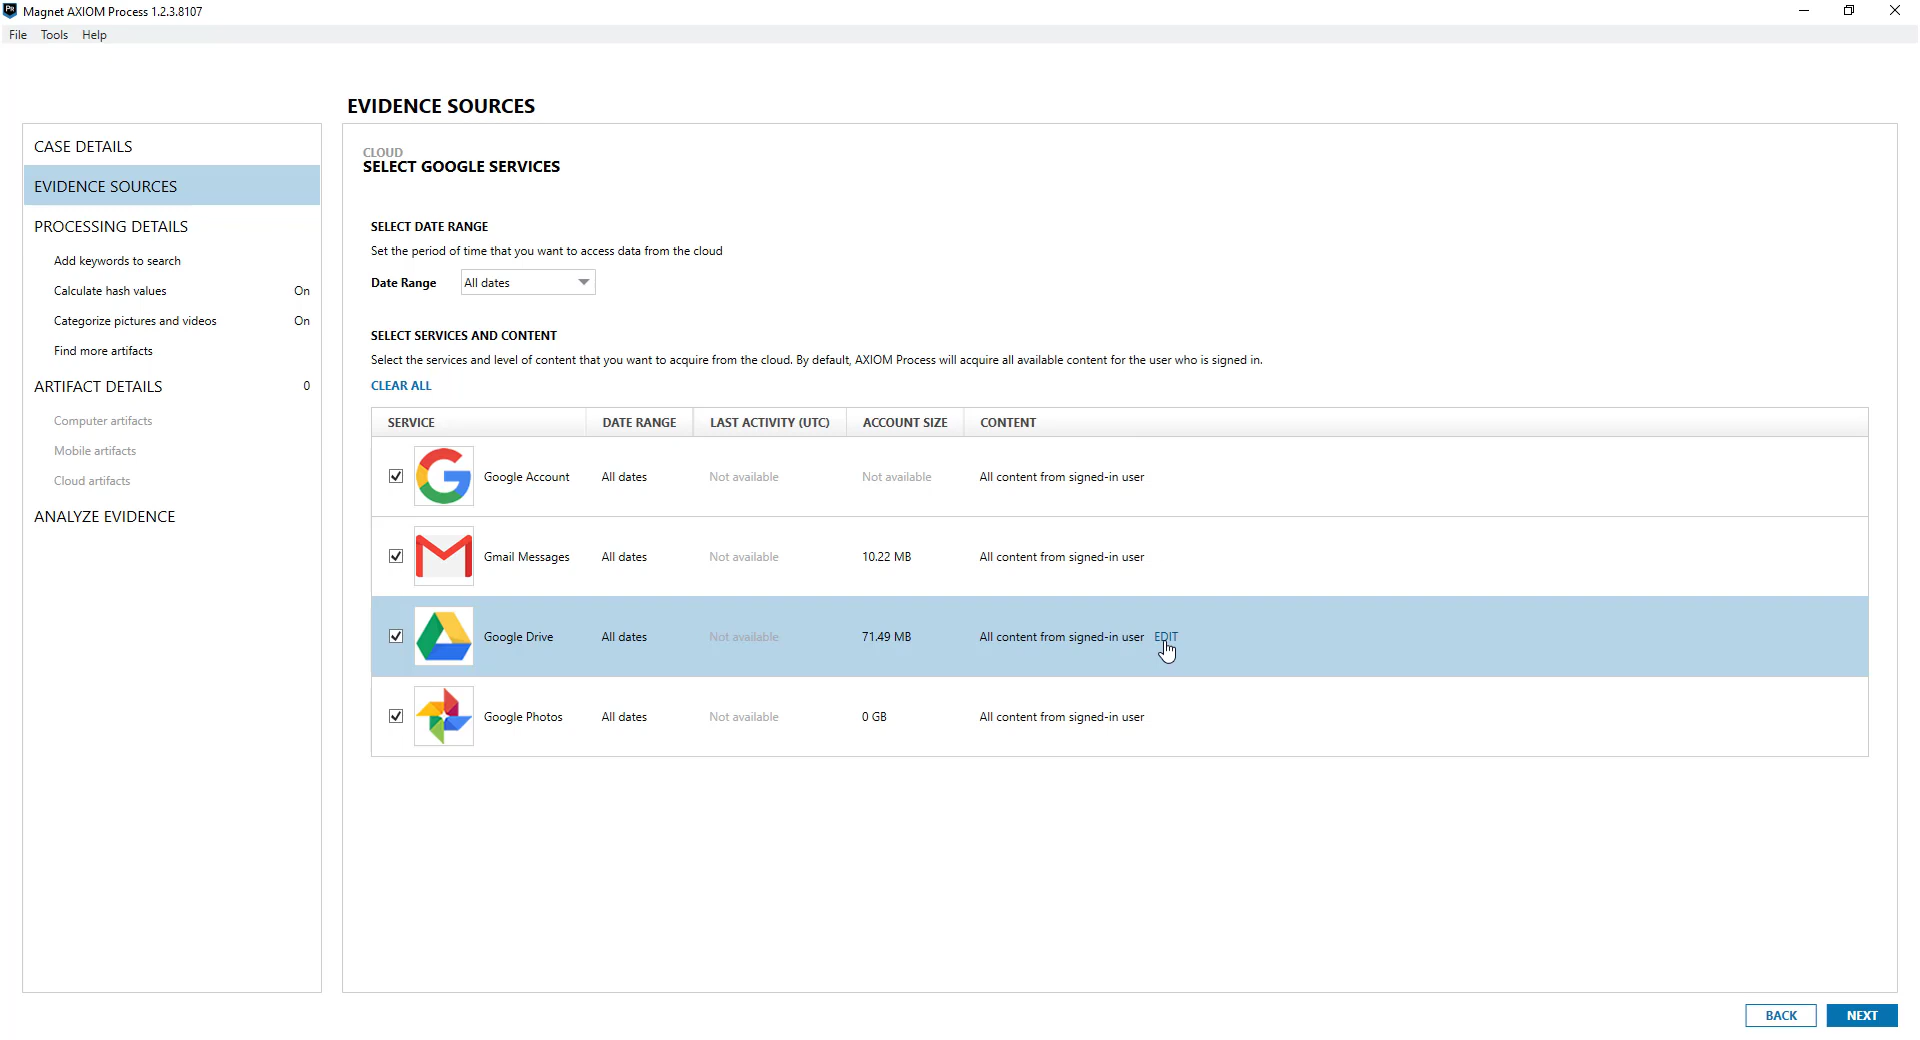 Magnet AXIOM Process 1.2.3.8107
File Tools Help
EVIDENCE SOURCES
CASE DETAILS
EVIDENCE SOURCES
PROCESSING DETAILS
Add keywords to search
Calculate hash values On
Categorize pictures and videos On
Find more artifacts
ARTIFACT DETAILS 0
Computer artifacts
Mobile artifacts
Cloud artifacts
ANALYZE EVIDENCE
CLOUD
SELECT GOOGLE SERVICES
SELECT DATE RANGE
Set the period of time that you want to access data from the cloud
Date Range All dates
SELECT SERVICES AND CONTENT
Select the services and level of content that you want to acquire from the cloud. By default, AXIOM Process will acquire all available content for the user who is signed in.
CLEAR ALL
SERVICE DATE RANGE LAST ACTIVITY (UTC) ACCOUNT SIZE CONTENT
Google Account All dates Not available Not available All content from signed-in user
Gmail Messages All dates Not available 10.22 MB All content from signed-in user
Google Drive All dates Not available 71.49 MB All content from signed-in user EDIT
Google Photos All dates Not available 0 GB All content from signed-in user
BACK NEXT